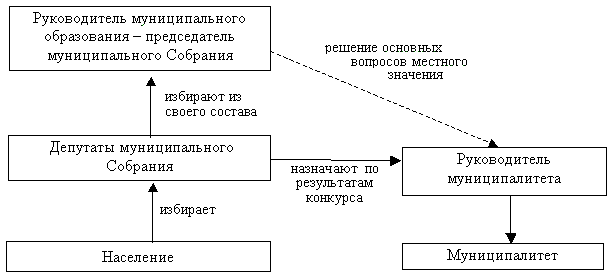 Руководитель муниципального
образования – председатель
муниципального Собрания
решение основных
вопросов местного
значения
избирают из
своего состава
Депутаты муниципального
Собрания
назначают по
результатам
конкурса
Руководитель
муниципалитета
избирает
Население
Муниципалитет